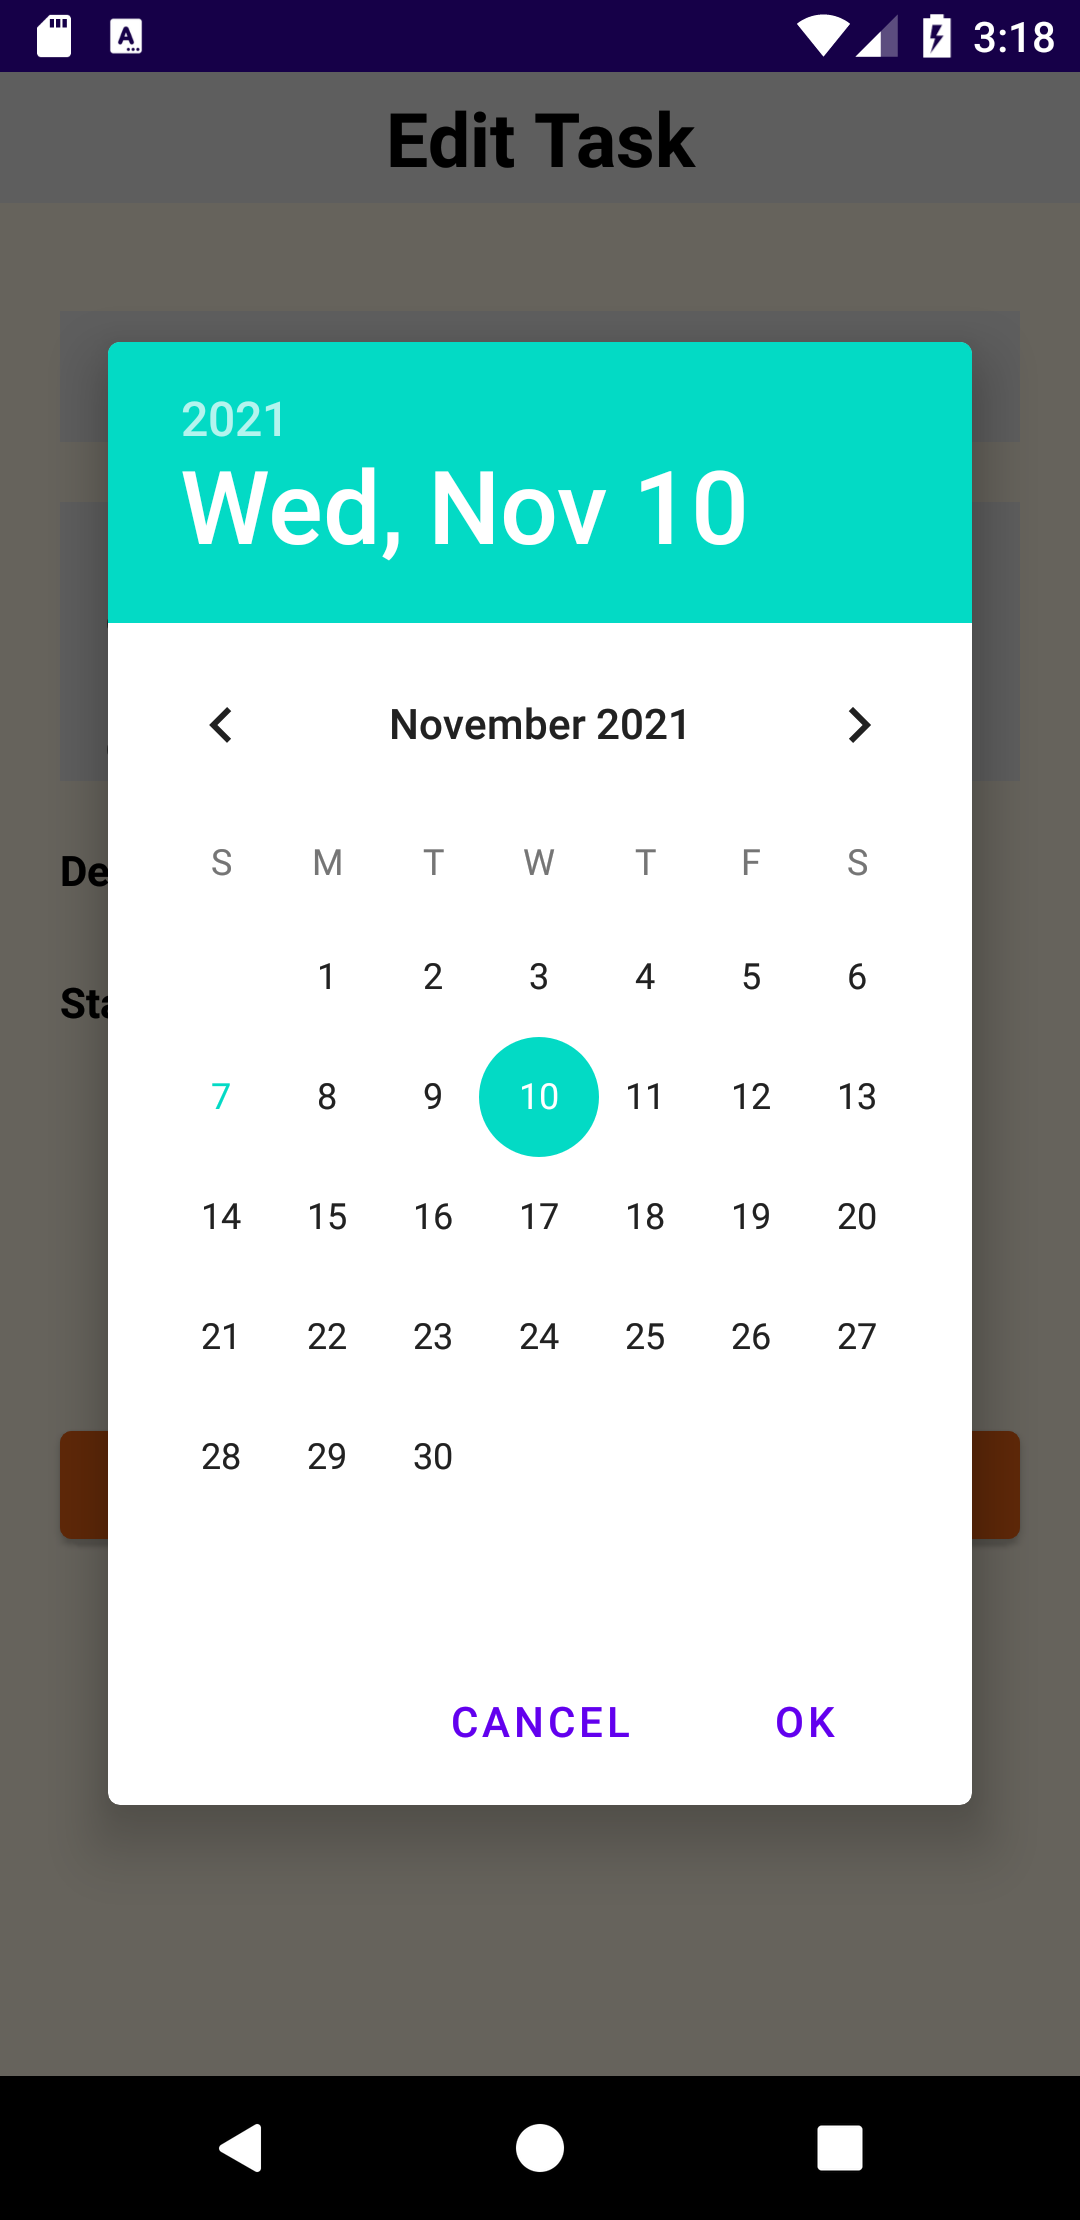 3:18
Edit Task
2021
Wed, Nov 10
November 2021
S M T W T F S
1 2 3 4 5 6
7 8 9 10 11 12 13
14 15 16 17 18 19 20
21 22 23 24 25 26 27
28 29 30
CANCEL OK